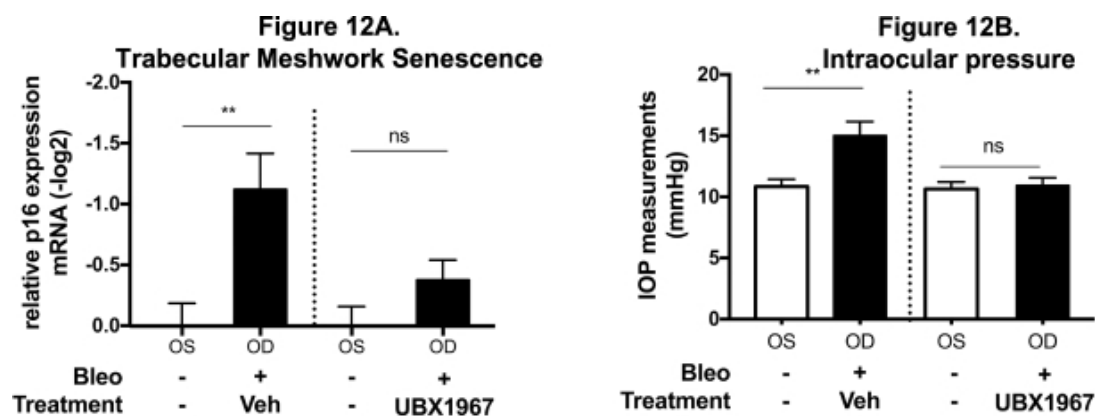 Figure 12A.
Trabecular Meshwork Senescence
relative p16 expression
mRNA (-log2)
-2.0
-1.5
-1.0
-0.5
0.0
**
ns
OS OD OS OD
Bleo - + - +
Treatment - Veh - UBX1967
Figure 12B.
Intraocular pressure
IOP measurements
(mmHg)
20
15
10
5
0
**
ns
OS OD OS OD
Bleo - + - +
Treatment - Veh - UBX1967